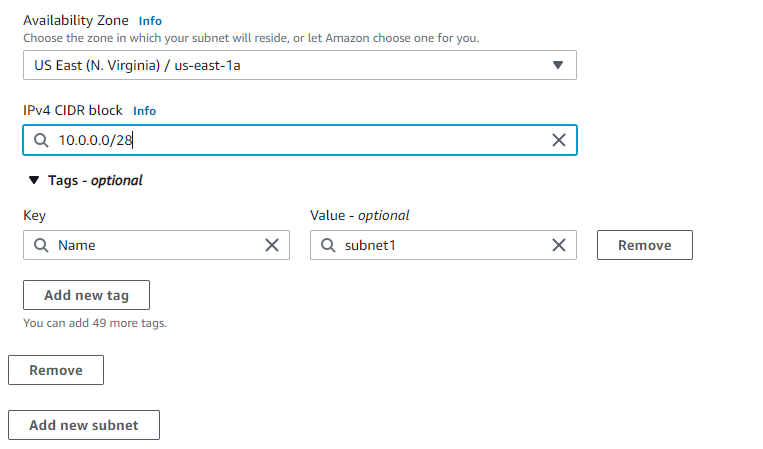 Availability Zone Info
Choose the zone in which your subnet will reside, or let Amazon choose one for you.
US East (N. Virginia) / us-east-1a
IPv4 CIDR block Info
10.0.0.0/28
Tags - optional
Key
Value - optional
Name
subnet1
Remove
Add new tag
You can add 49 more tags.
Remove
Add new subnet